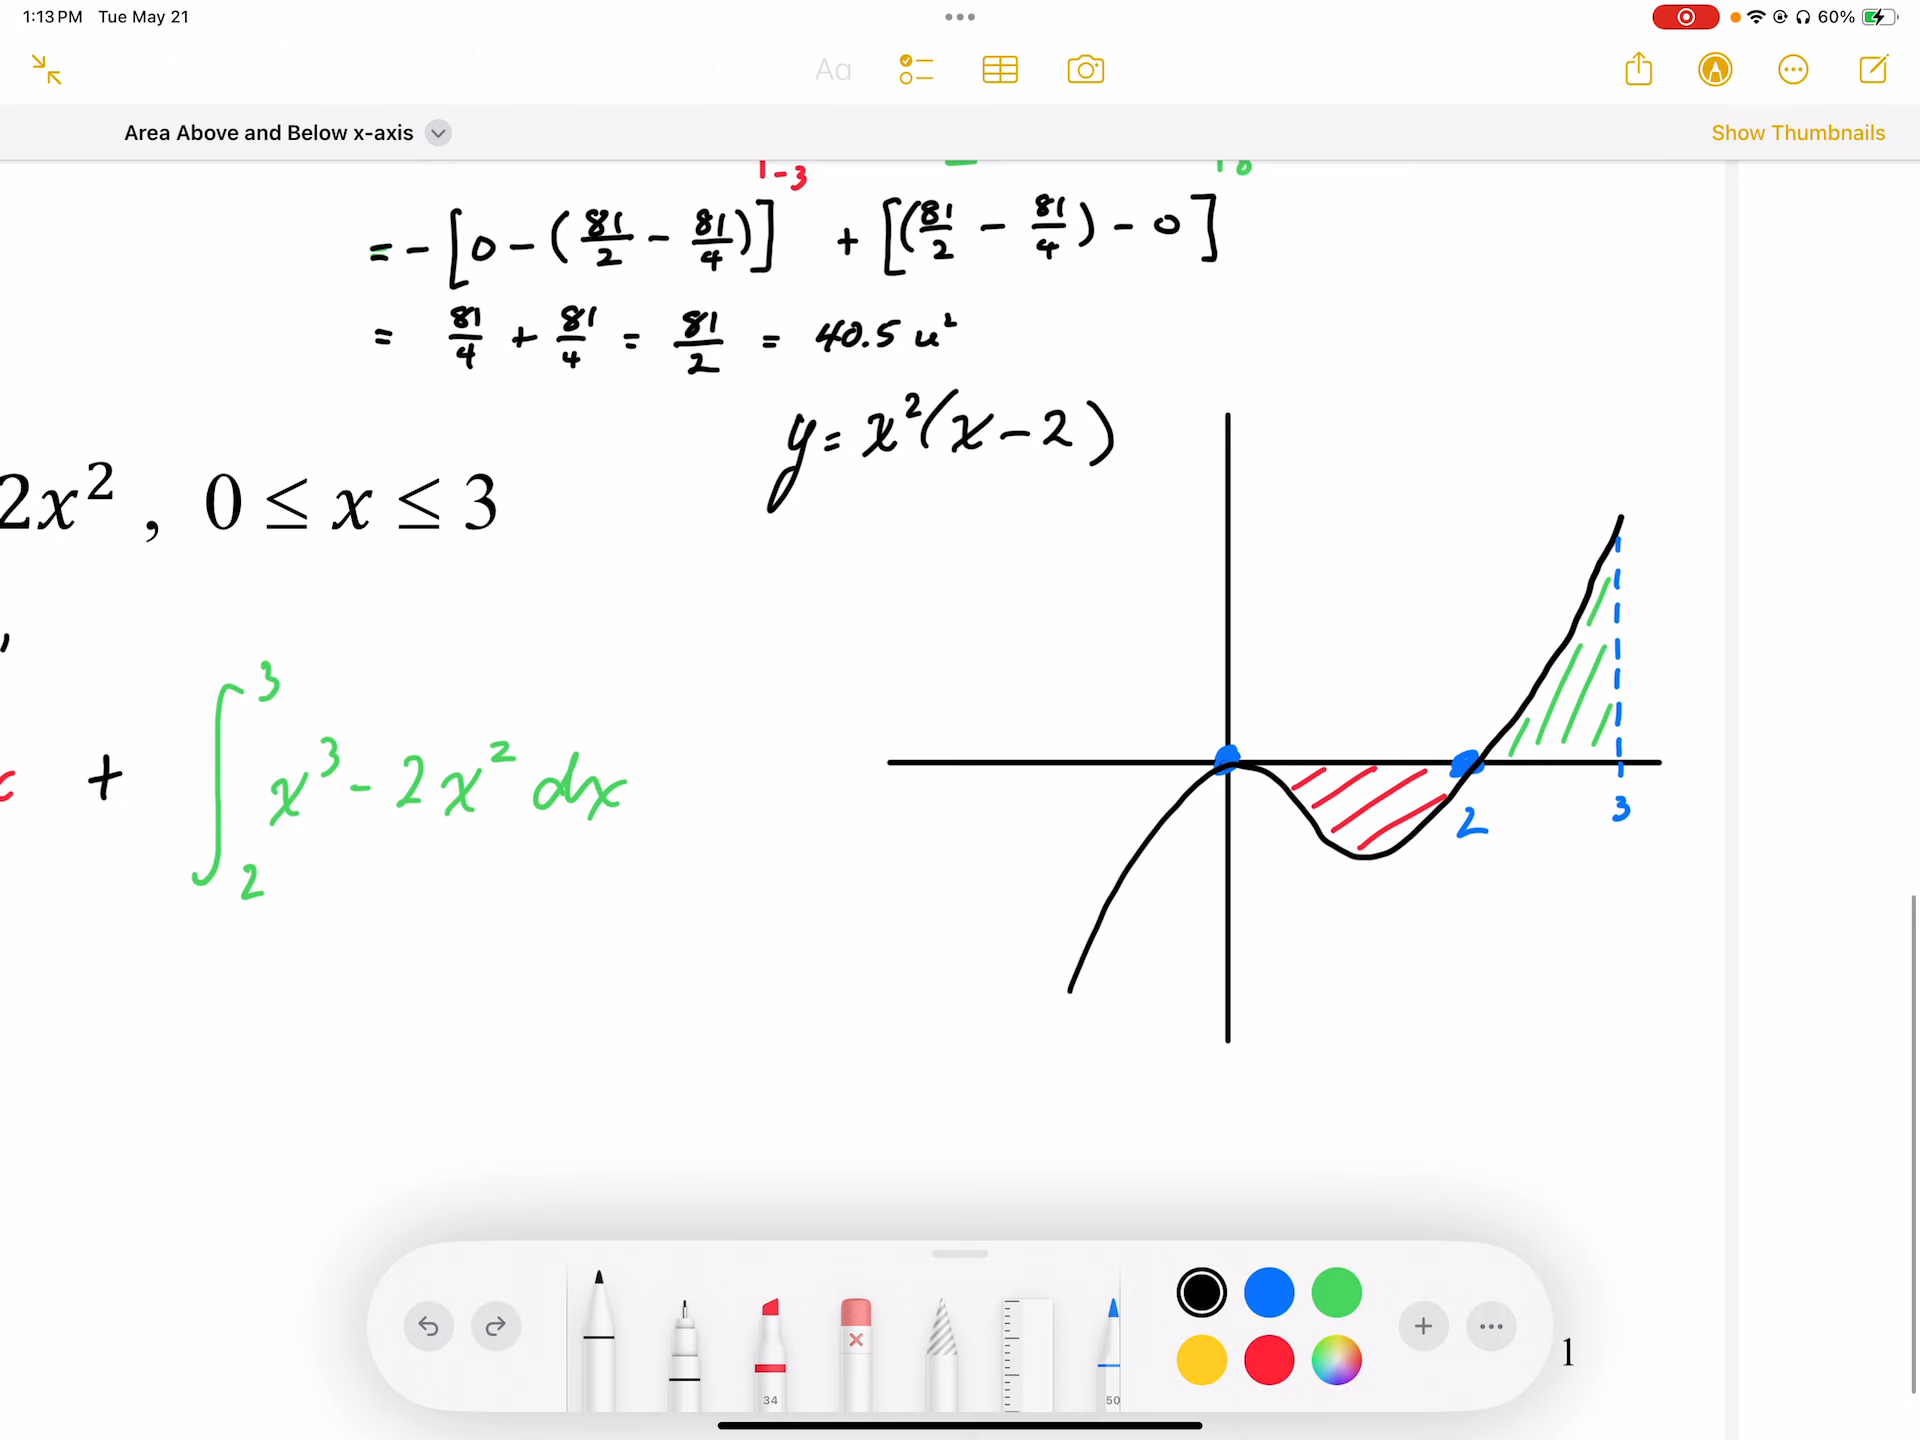 1:13 PM Tue May 21
60%
Aa
Area Above and Below x-axis
Show Thumbnails
1-3
= - [0 - (81/2 - 81/4)] + [(81/2 - 81/4) - 0]
= 81/4 + 81/4 = 81/2 = 40.5 u²
y = x²(x - 2)
2x² , 0 ≤ x ≤ 3
+ ∫₂³ x³ - 2x² dx
2
3
34
50
1